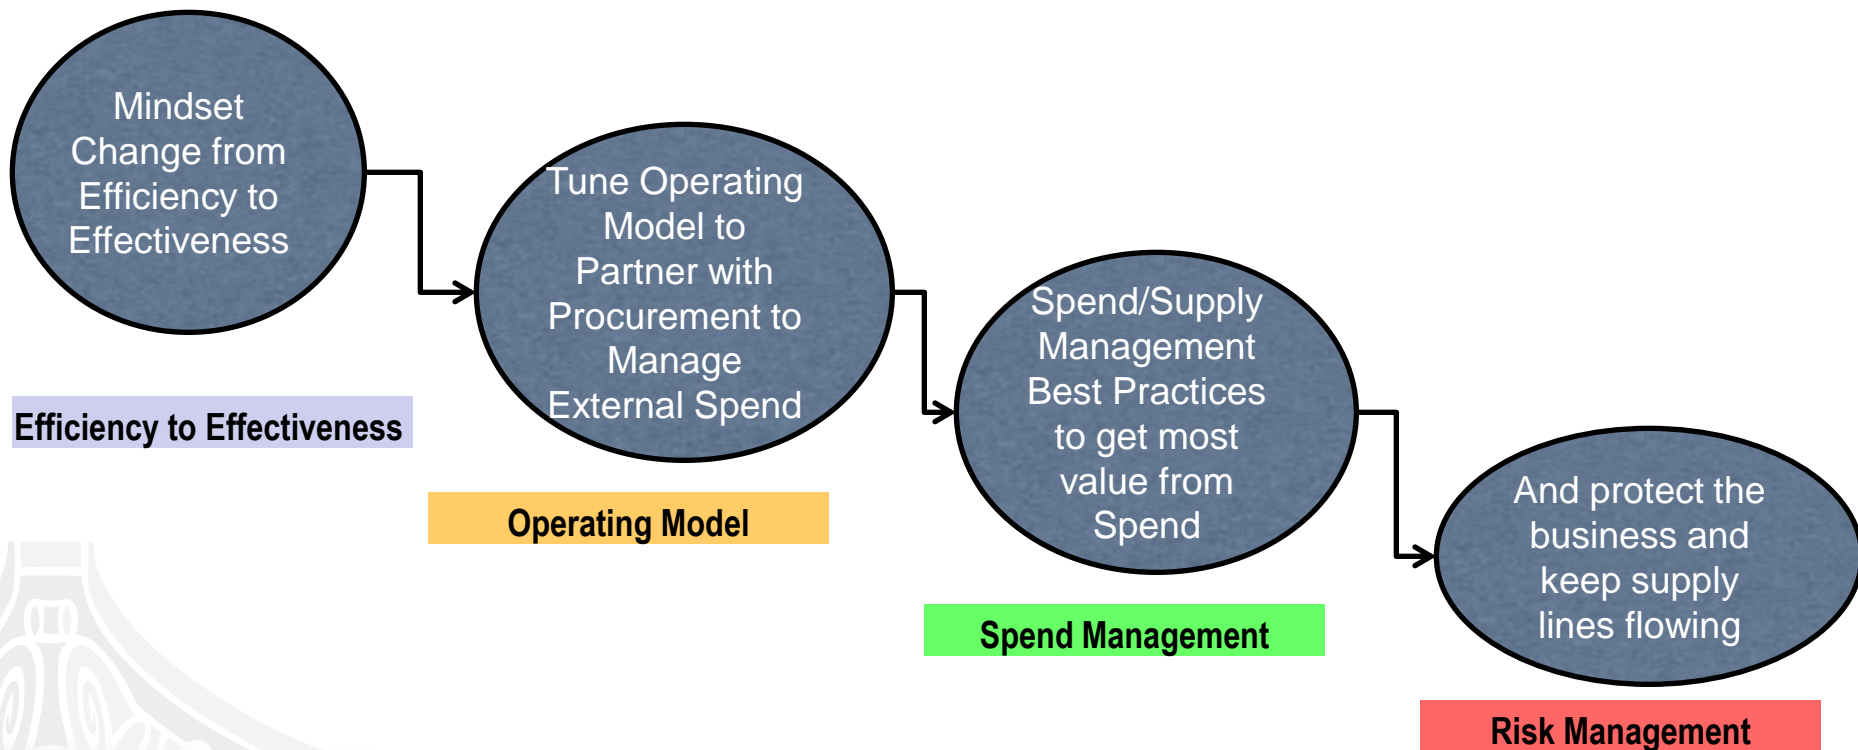 Mindset
Change from
Efficiency to
Effectiveness
Efficiency to Effectiveness
Tune Operating
Model to
Partner with
Procurement to
Manage
External Spend
Operating Model
Spend/Supply
Management
Best Practices
to get most
value from
Spend
Spend Management
And protect the
business and
keep supply
lines flowing
Risk Management